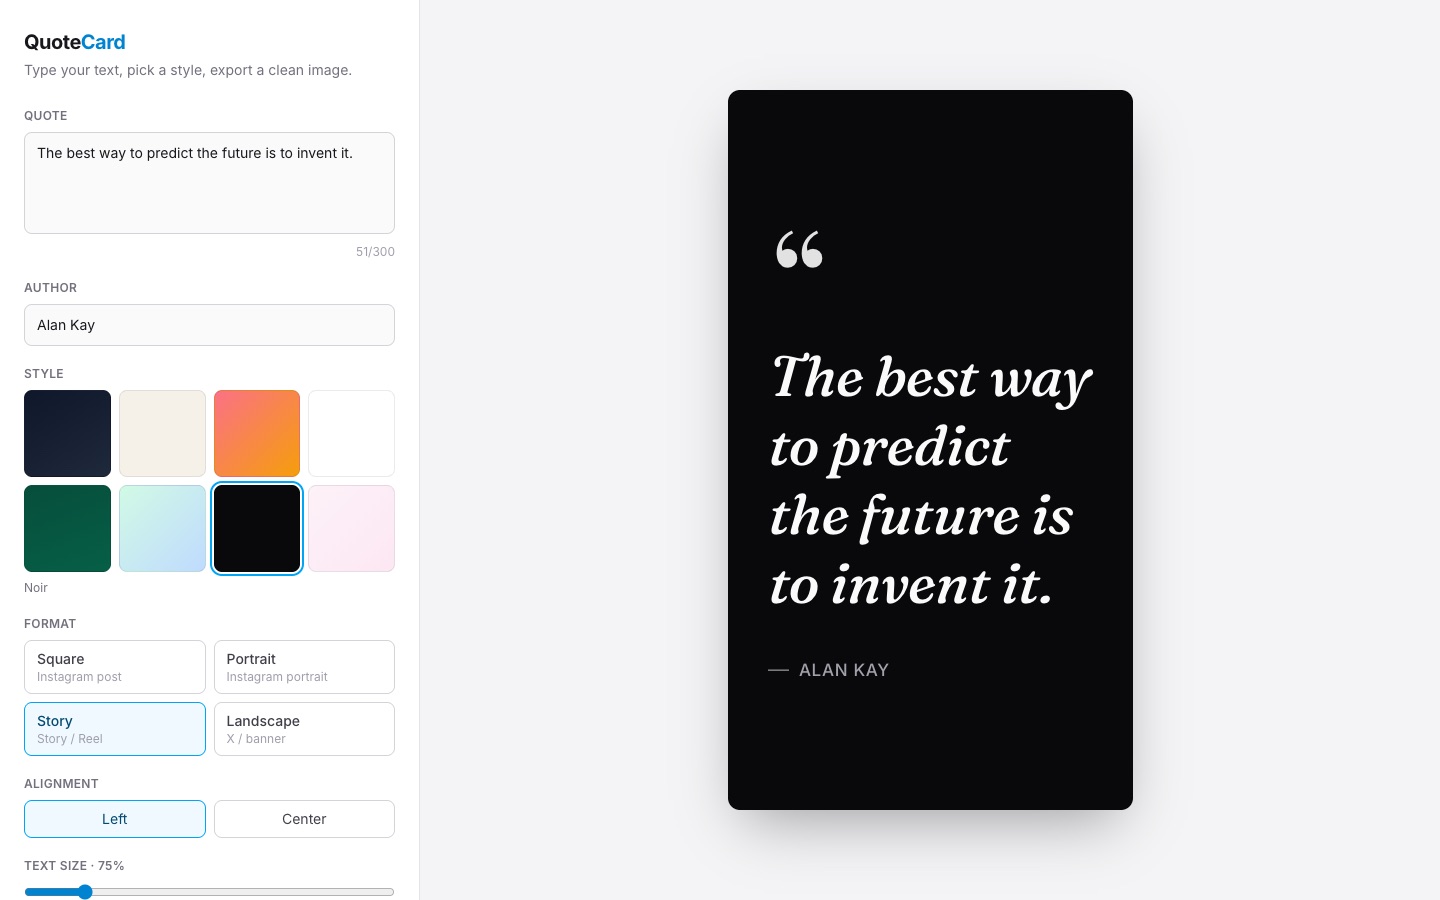 QuoteCard
Type your text, pick a style, export a clean image.
QUOTE
The best way to predict the future is to invent it.
51/300
AUTHOR
Alan Kay
STYLE
Noir
FORMAT
Square
Instagram post
Portrait
Instagram portrait
Story
Story / Reel
Landscape
X / banner
ALIGNMENT
Left
Center
TEXT SIZE · 75%
“
The best way
to predict
the future is
to invent it.
— ALAN KAY